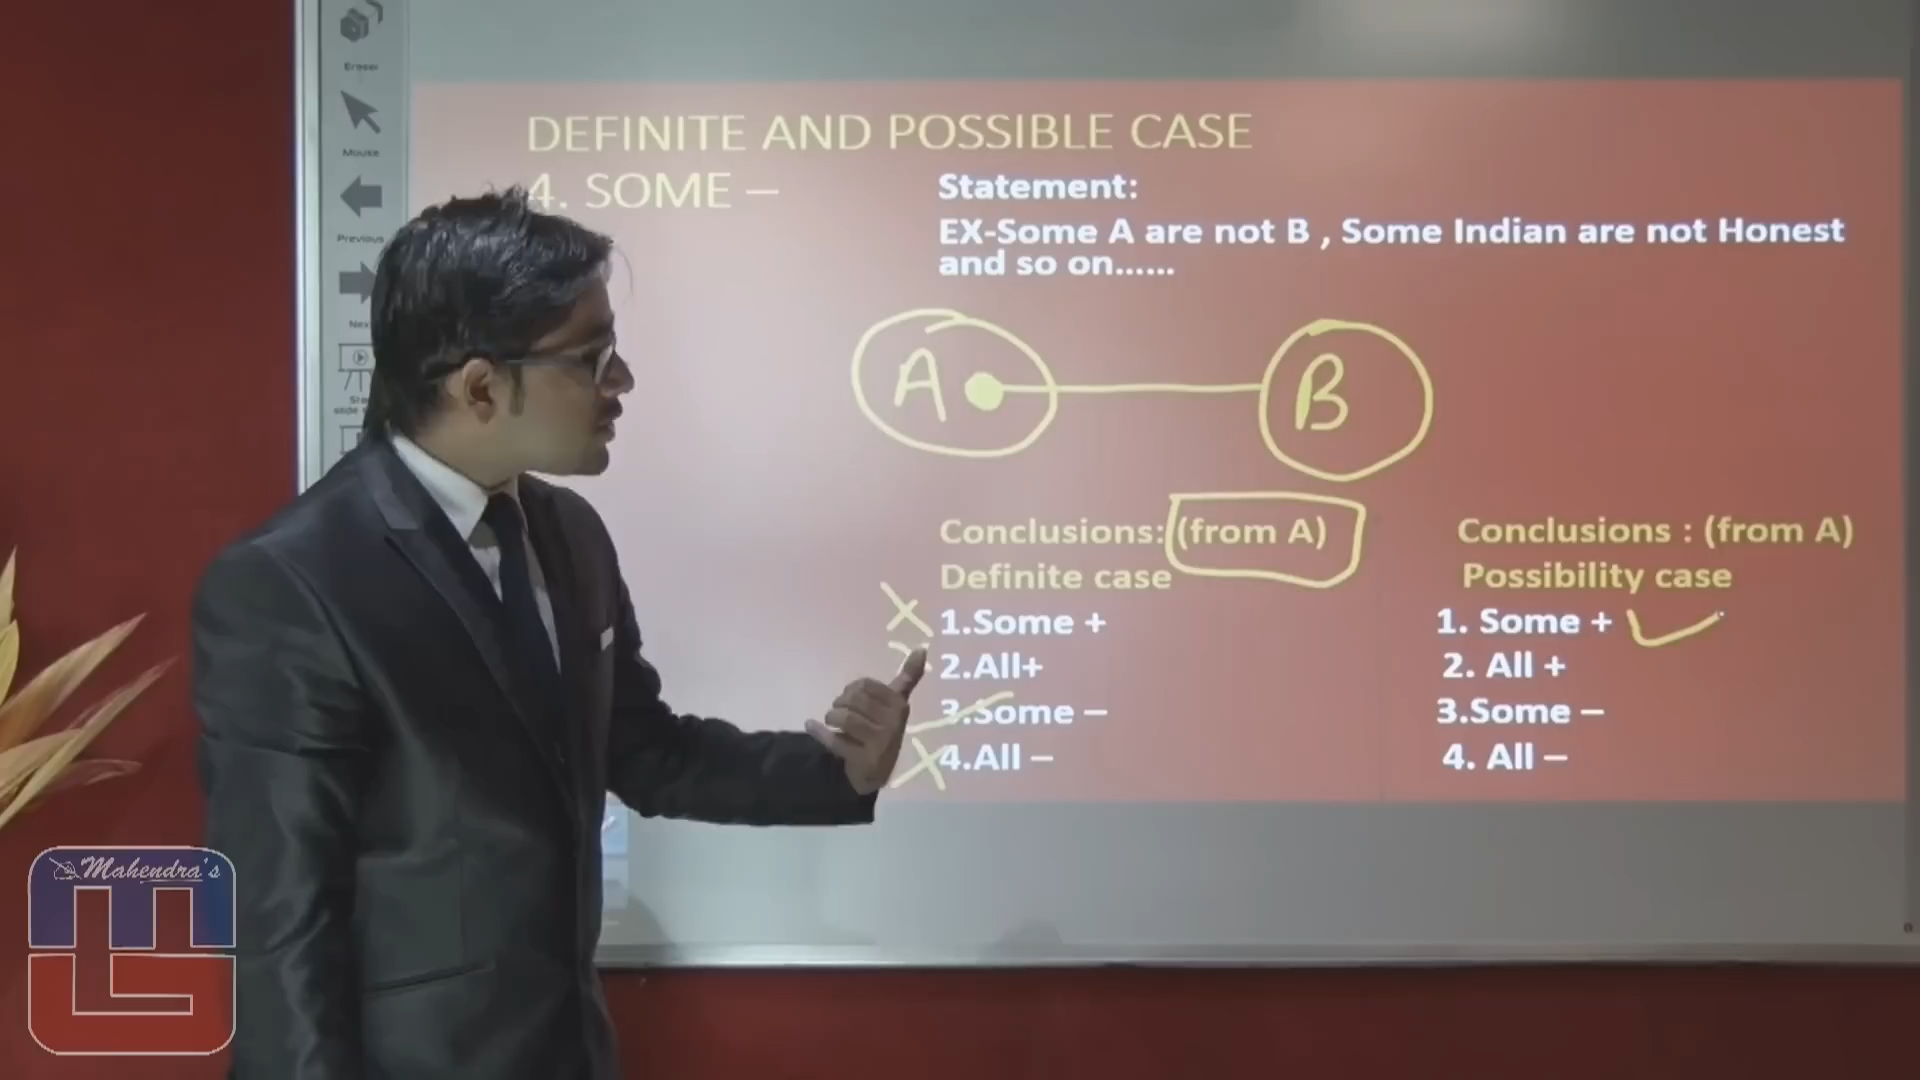 Eraser
Mouse
Previous
DEFINITE AND POSSIBLE CASE
4. SOME –
Statement:
EX-Some A are not B , Some Indian are not Honest
and so on......
A
B
Conclusions: (from A)
Definite case
1.Some +
2.All+
3.Some –
4.All –
Conclusions : (from A)
Possibility case
1. Some +
2. All +
3.Some –
4. All –
Mahendra's